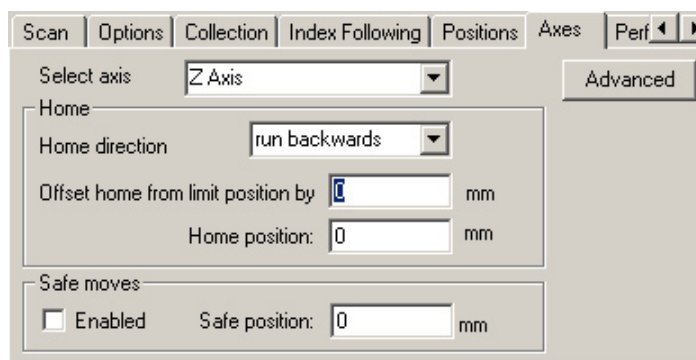 Scan Options Collection Index Following Positions Axes Perf
Select axis Z Axis Advanced
Home
Home direction run backwards
Offset home from limit position by 0 mm
Home position: 0 mm
Safe moves
Enabled Safe position: 0 mm